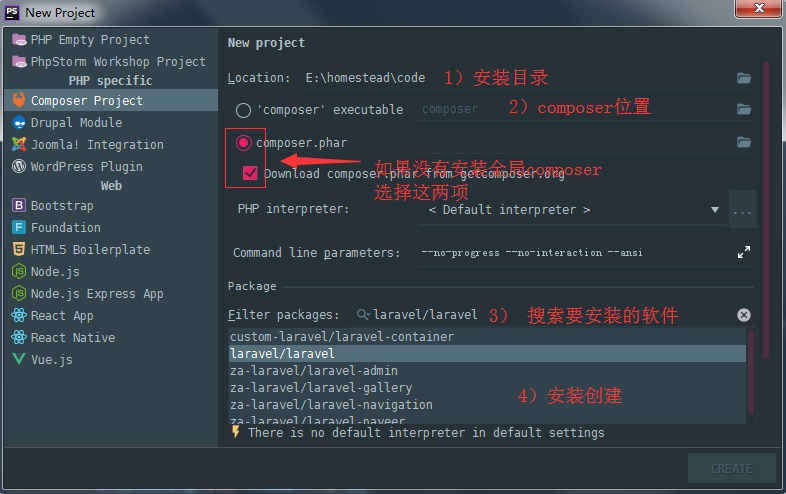 PS New Project
PHP Empty Project
PhpStorm Workshop Project
PHP specific
Composer Project
Drupal Module
Joomla! Integration
WordPress Plugin
Web
Bootstrap
Foundation
HTML5 Boilerplate
Node.js
Node.js Express App
React App
React Native
Vue.js
New project
Location: E:\homestead\code 1）安装目录
'composer' executable composer 2）composer位置
composer.phar
Download composer.phar from getcomposer.org
如果没有安装全局composer
选择这两项
PHP interpreter: < Default interpreter > ...
Command line parameters: --no-progress --no-interaction --ansi
Package
Filter packages: laravel/laravel 3） 搜索要安装的软件
custom-laravel/laravel-container
laravel/laravel
za-laravel/laravel-admin
za-laravel/laravel-gallery
za-laravel/laravel-navigation
za-laravel/laravel-naveer
4）安装创建
There is no default interpreter in default settings
CREATE